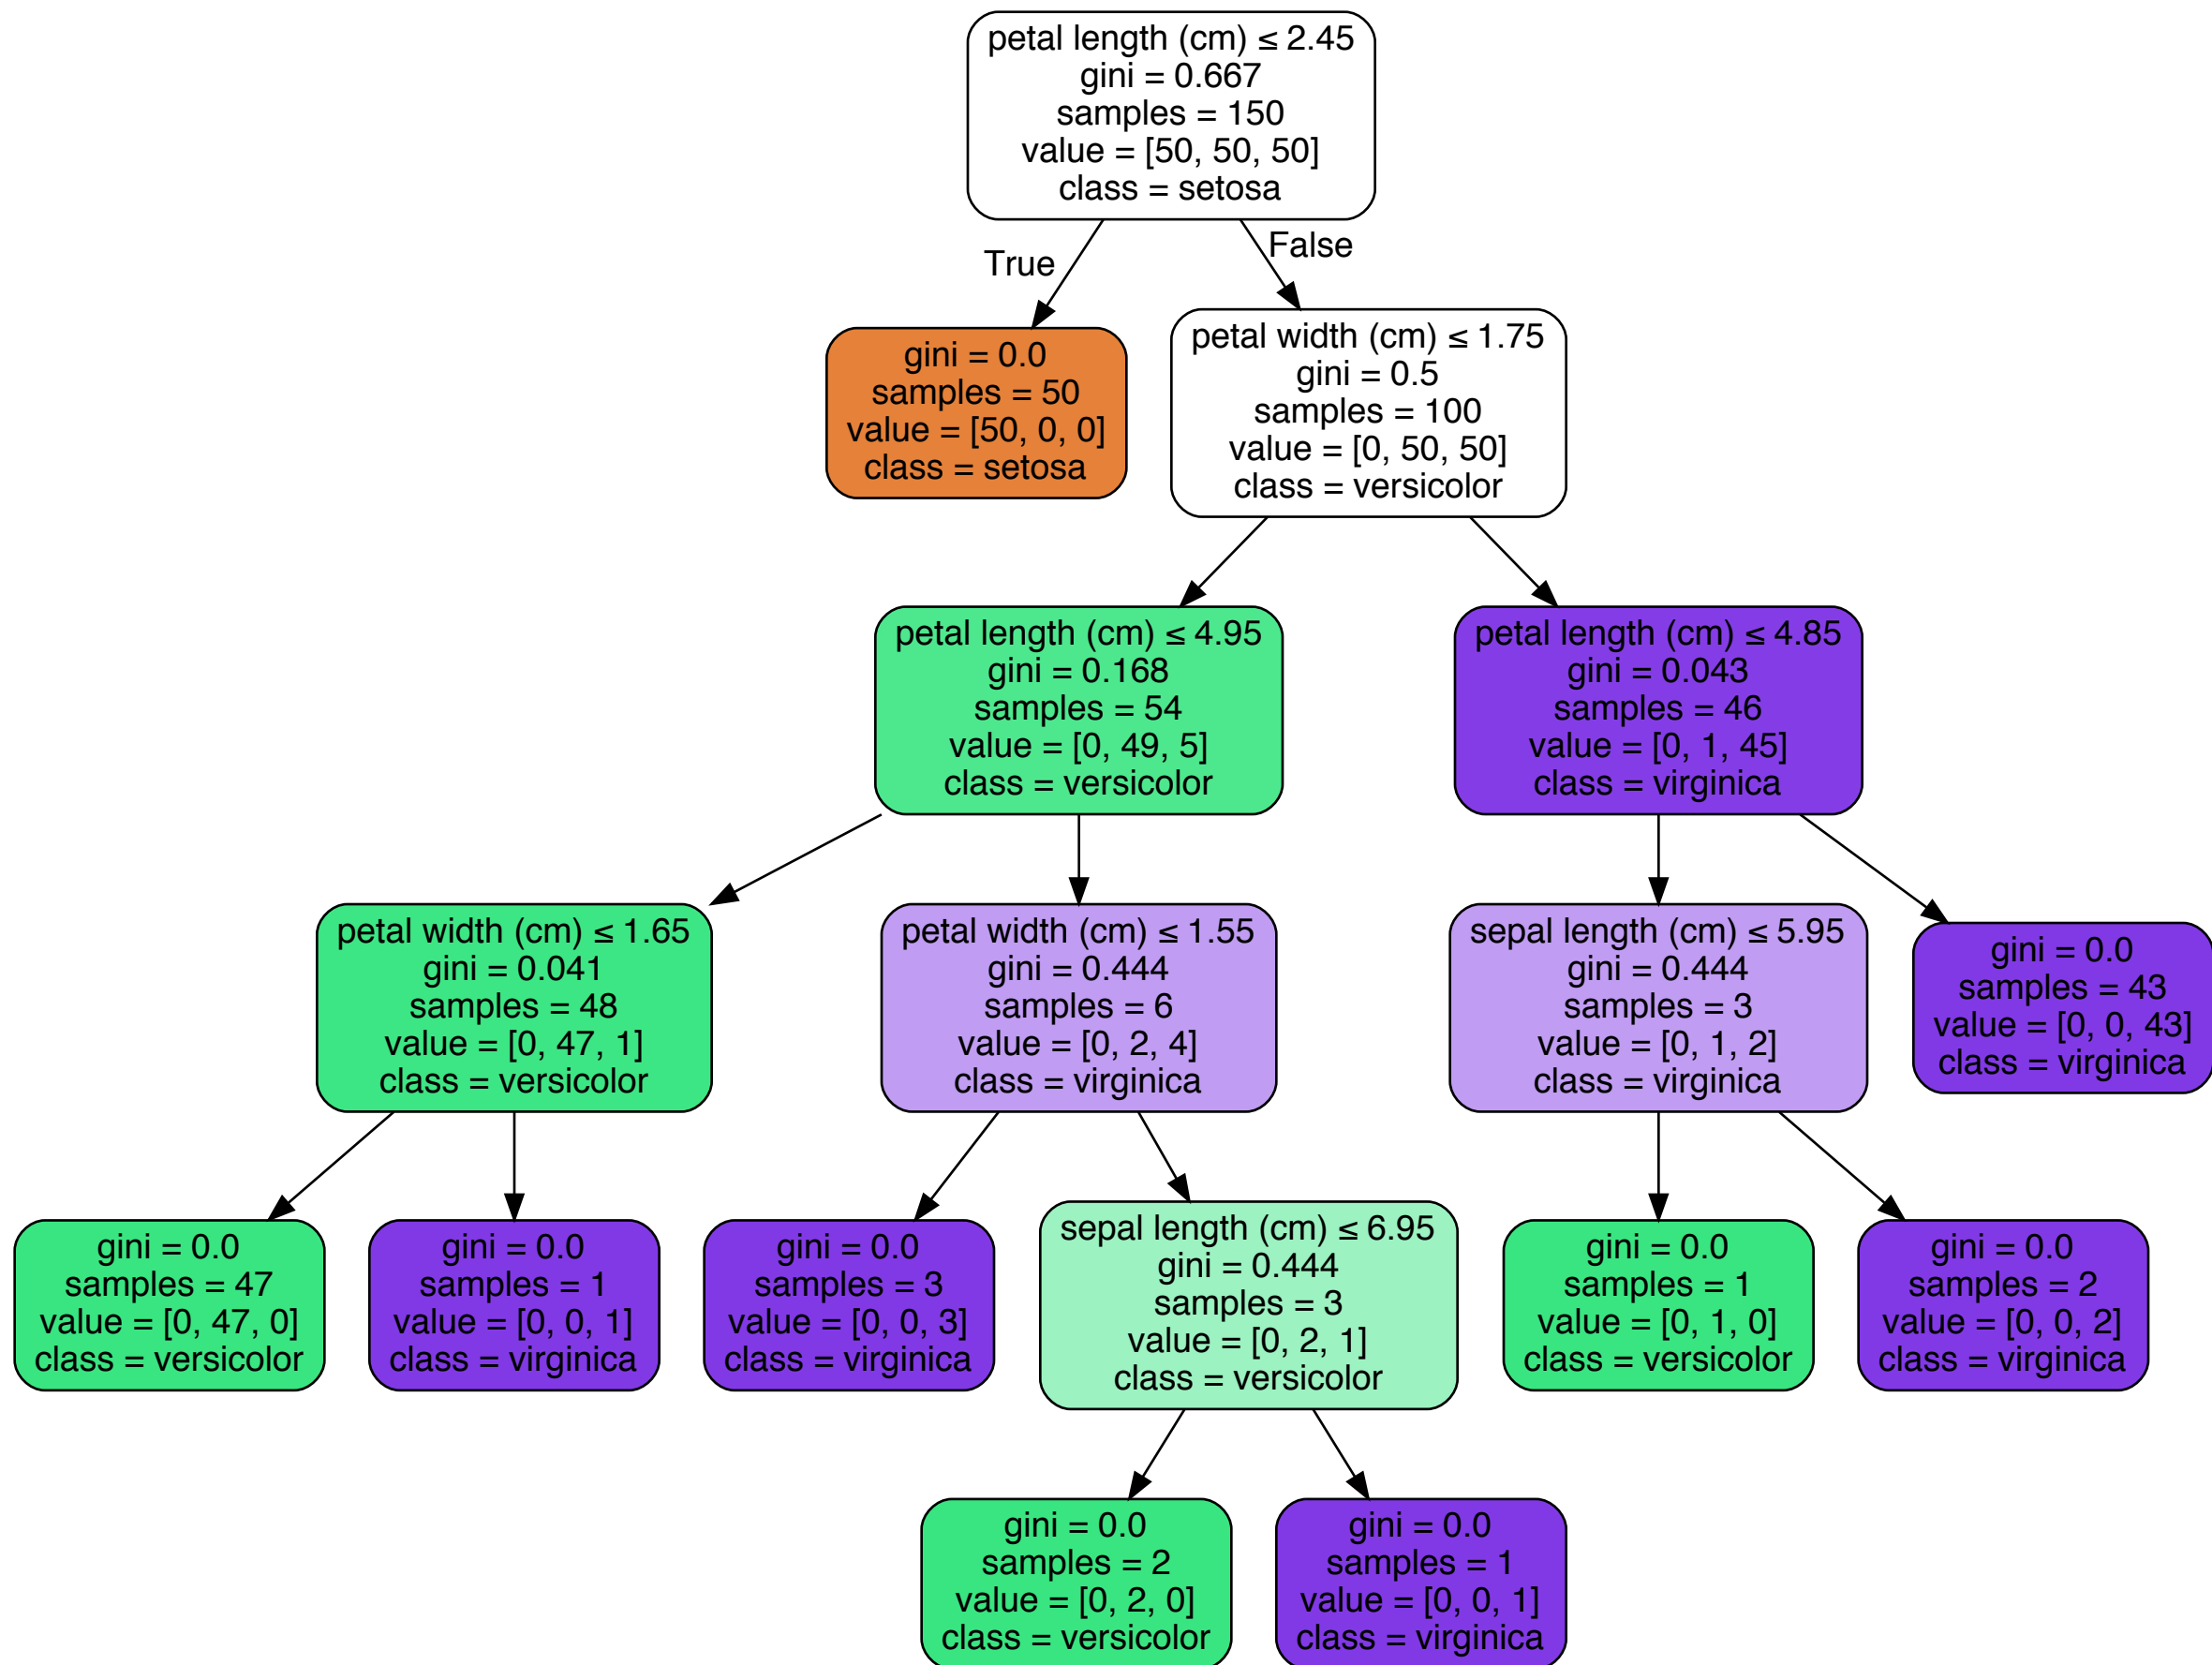 petal length (cm) ≤ 2.45
gini = 0.667
samples = 150
value = [50, 50, 50]
class = setosa
True
False
gini = 0.0
samples = 50
value = [50, 0, 0]
class = setosa
petal width (cm) ≤ 1.75
gini = 0.5
samples = 100
value = [0, 50, 50]
class = versicolor
petal length (cm) ≤ 4.95
gini = 0.168
samples = 54
value = [0, 49, 5]
class = versicolor
petal length (cm) ≤ 4.85
gini = 0.043
samples = 46
value = [0, 1, 45]
class = virginica
petal width (cm) ≤ 1.65
gini = 0.041
samples = 48
value = [0, 47, 1]
class = versicolor
petal width (cm) ≤ 1.55
gini = 0.444
samples = 6
value = [0, 2, 4]
class = virginica
sepal length (cm) ≤ 5.95
gini = 0.444
samples = 3
value = [0, 1, 2]
class = virginica
gini = 0.0
samples = 43
value = [0, 0, 43]
class = virginica
gini = 0.0
samples = 47
value = [0, 47, 0]
class = versicolor
gini = 0.0
samples = 1
value = [0, 0, 1]
class = virginica
gini = 0.0
samples = 3
value = [0, 0, 3]
class = virginica
sepal length (cm) ≤ 6.95
gini = 0.444
samples = 3
value = [0, 2, 1]
class = versicolor
gini = 0.0
samples = 1
value = [0, 1, 0]
class = versicolor
gini = 0.0
samples = 2
value = [0, 0, 2]
class = virginica
gini = 0.0
samples = 2
value = [0, 2, 0]
class = versicolor
gini = 0.0
samples = 1
value = [0, 0, 1]
class = virginica